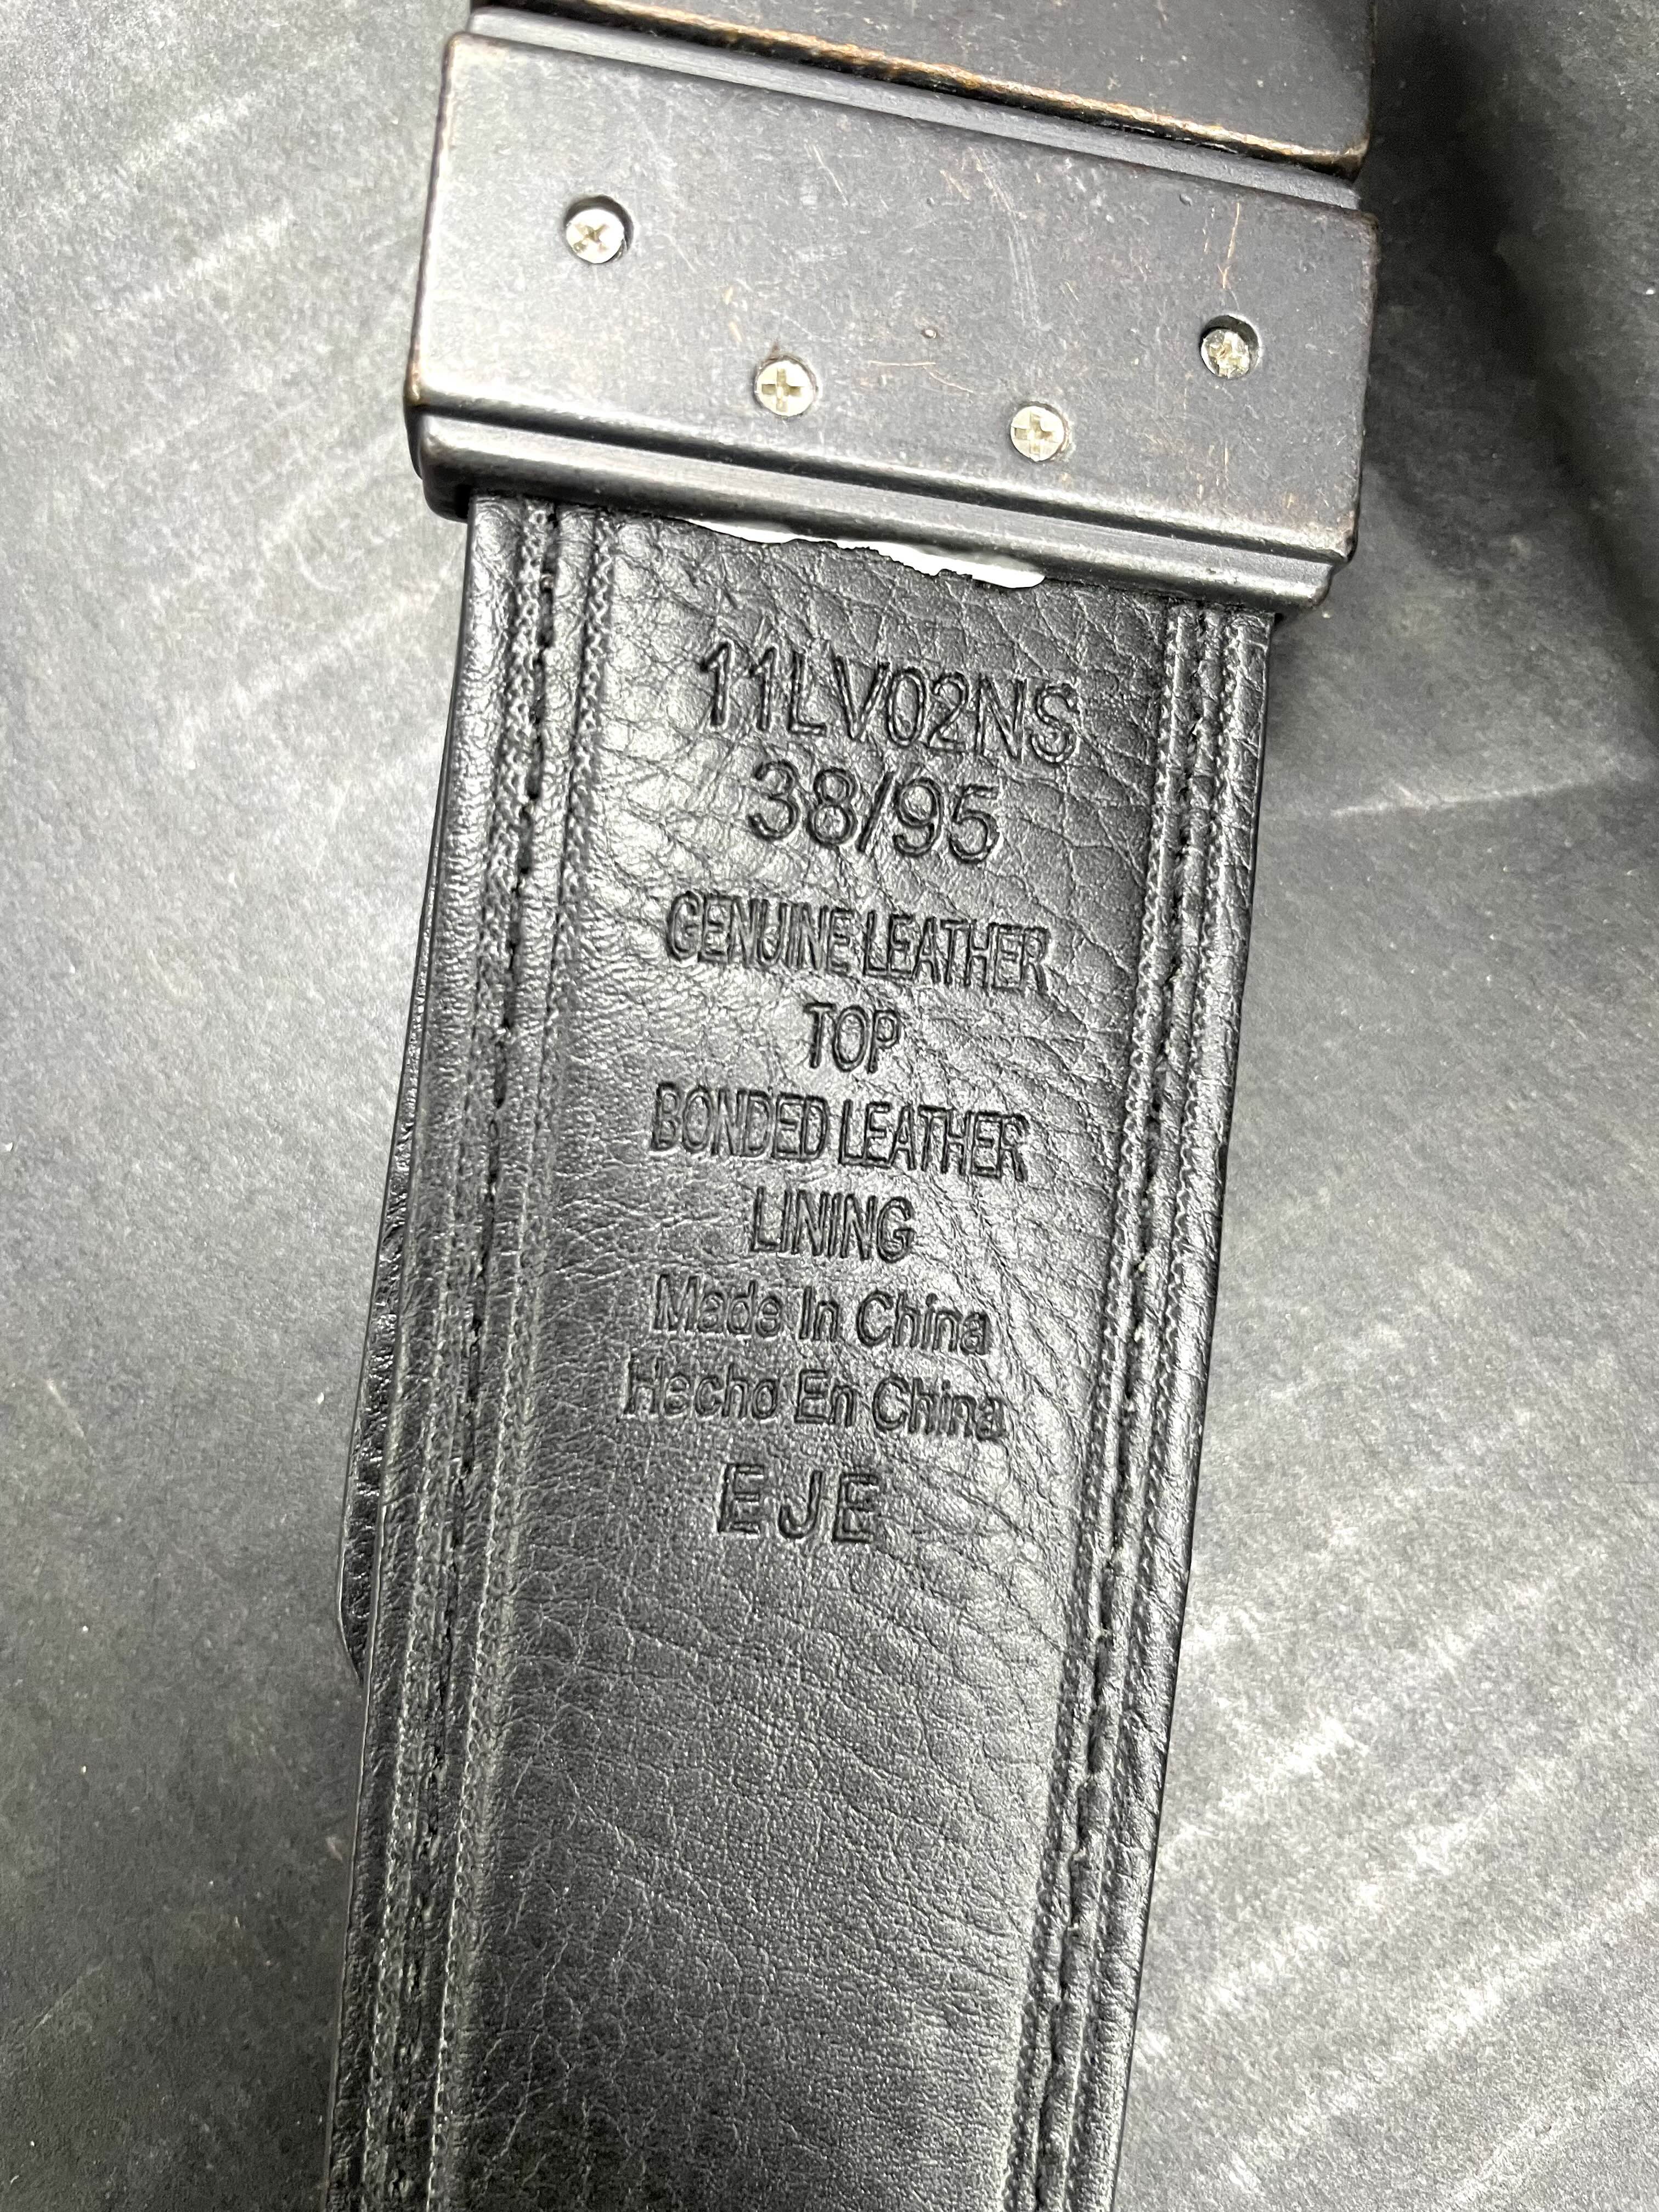 11LV02NS
38/95
GENUINE LEATHER
TOP
BONDED LEATHER
LINING
Made In China
Hecho En China
EJE